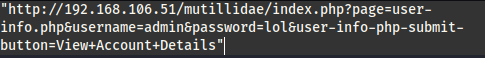 "http://192.168.106.51/mutillidae/index.php?page=user-
info.php&username=admin&password=lol&user-info-php-submit-
button=View+Account+Details"